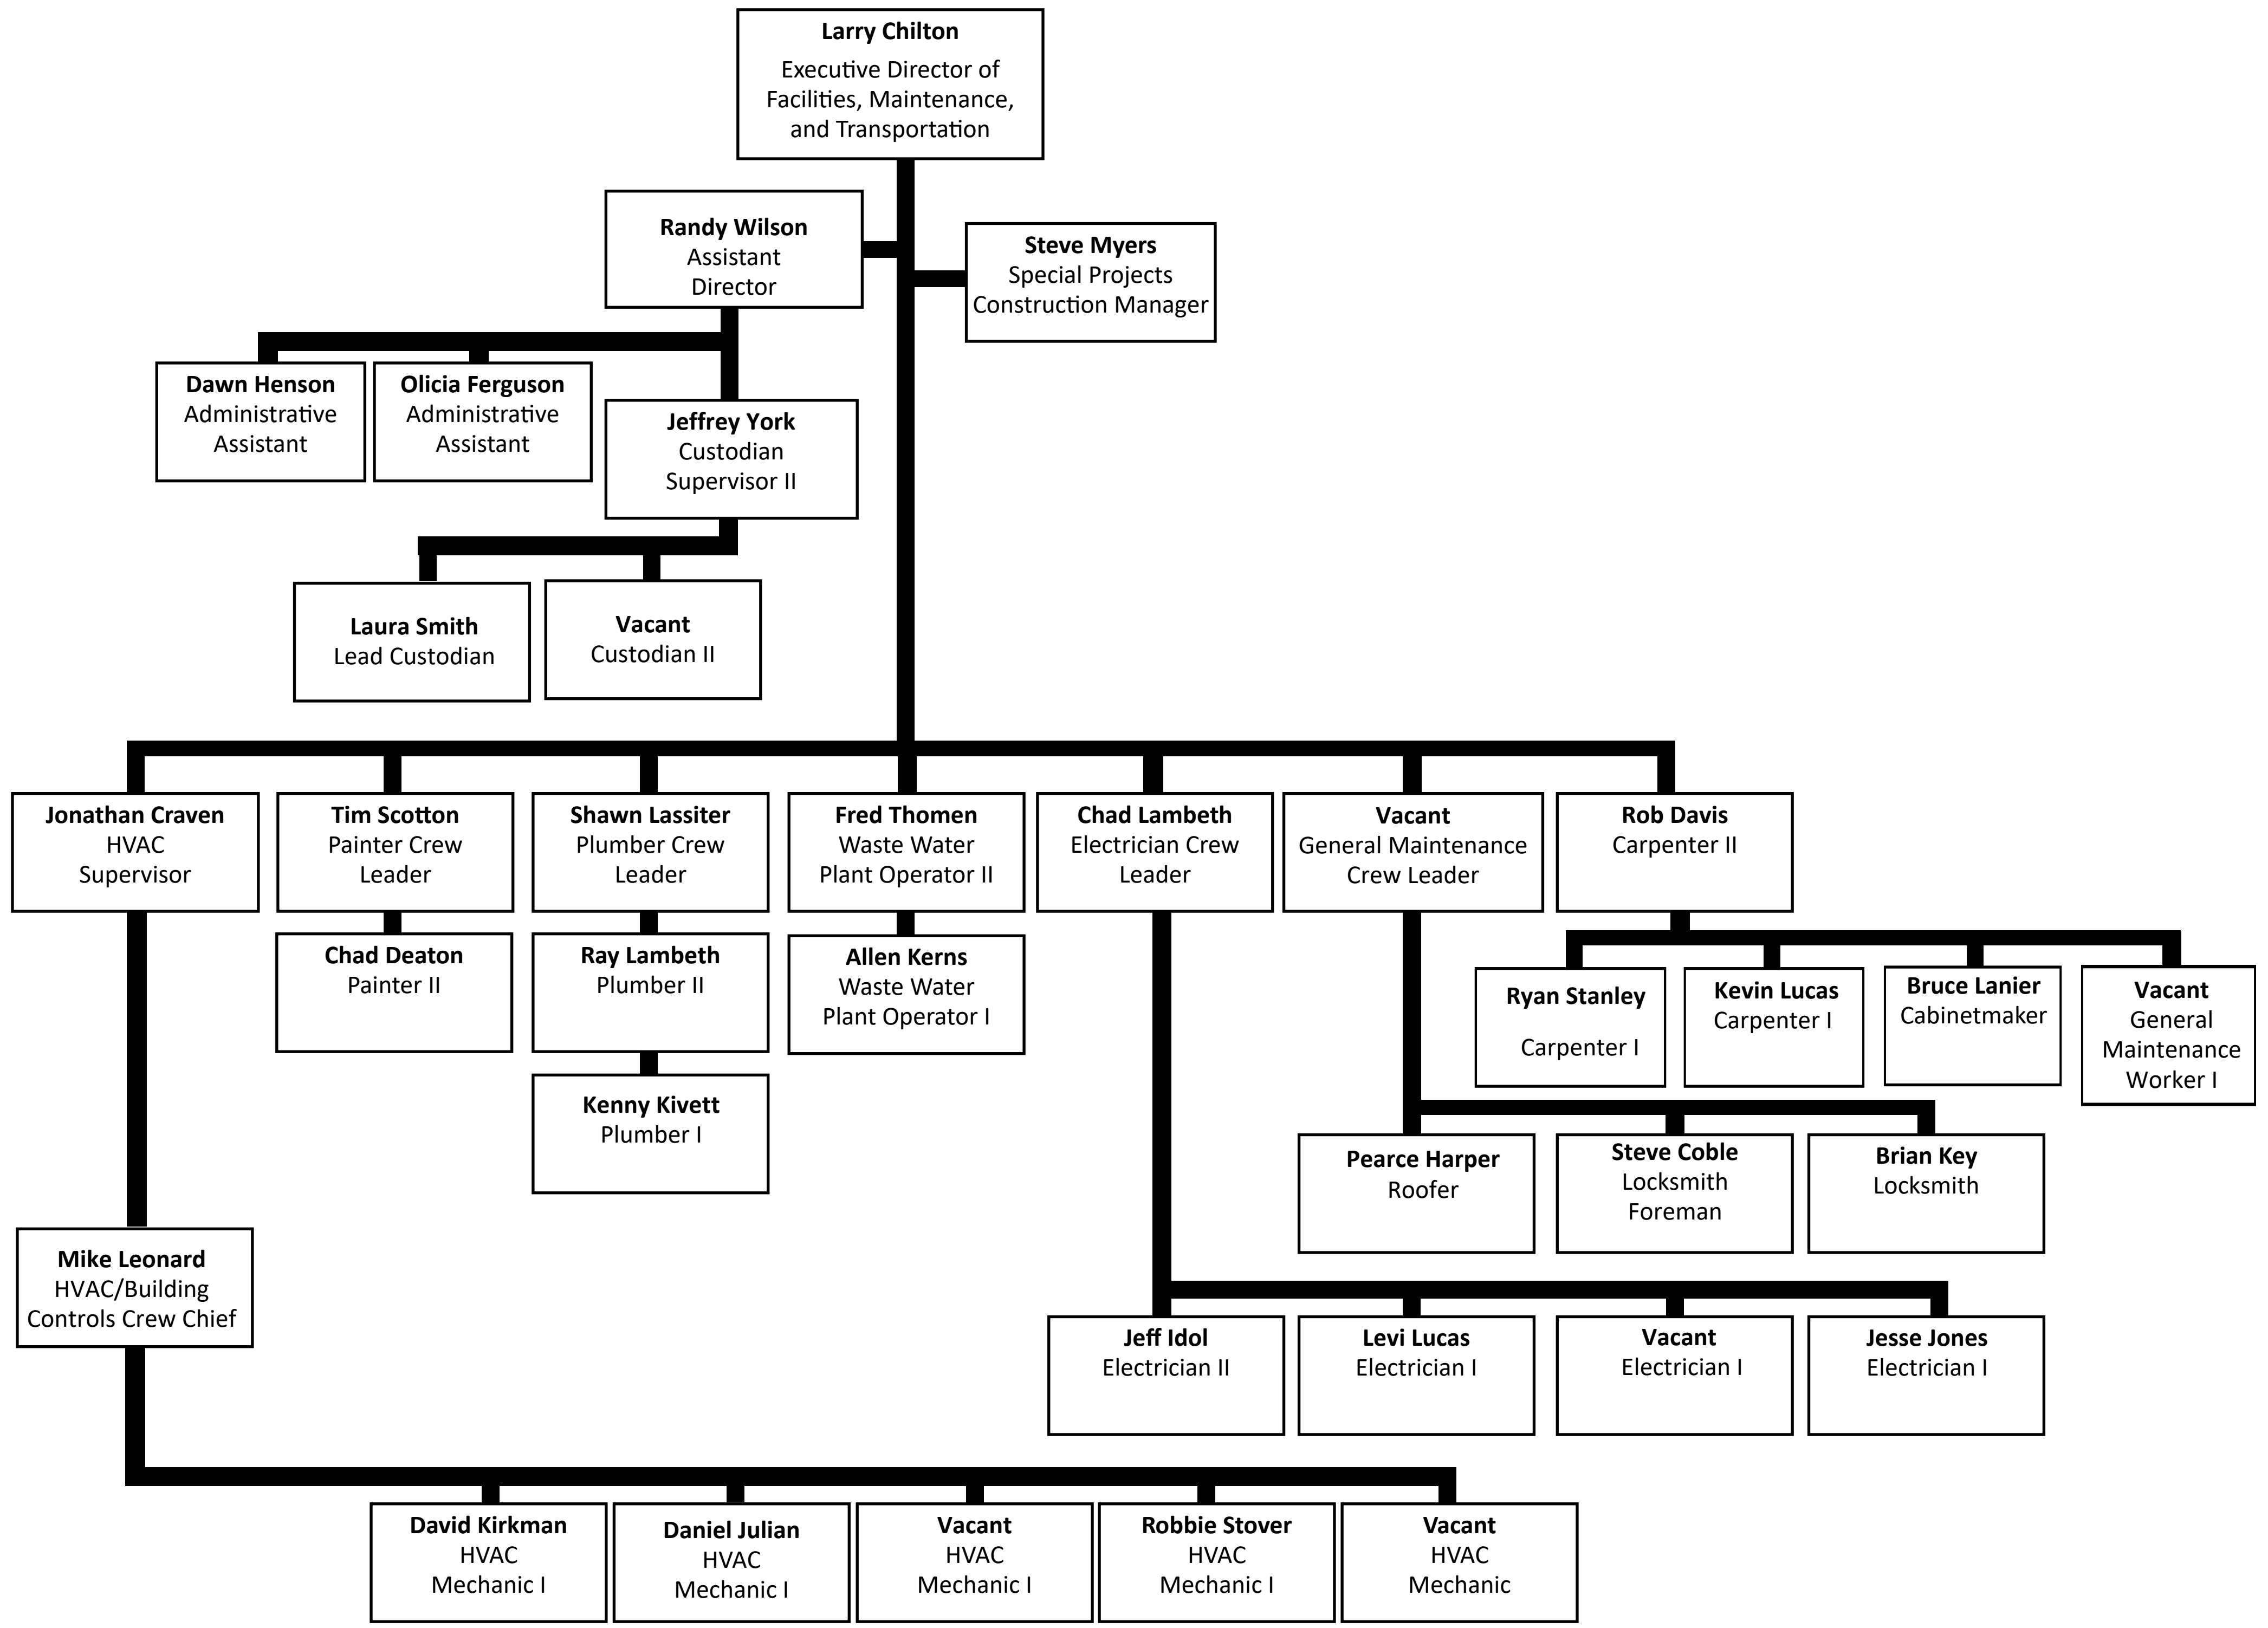 Larry Chilton
Executive Director of
Facilities, Maintenance,
and Transportation
Randy Wilson
Assistant
Director
Steve Myers
Special Projects
Construction Manager
Dawn Henson
Administrative
Assistant
Olicia Ferguson
Administrative
Assistant
Jeffrey York
Custodian
Supervisor II
Laura Smith
Lead Custodian
Vacant
Custodian II
Jonathan Craven
HVAC
Supervisor
Tim Scotton
Painter Crew
Leader
Shawn Lassiter
Plumber Crew
Leader
Fred Thomen
Waste Water
Plant Operator II
Chad Lambeth
Electrician Crew
Leader
Vacant
General Maintenance
Crew Leader
Rob Davis
Carpenter II
Chad Deaton
Painter II
Ray Lambeth
Plumber II
Allen Kerns
Waste Water
Plant Operator I
Ryan Stanley
Carpenter I
Kevin Lucas
Carpenter I
Bruce Lanier
Cabinetmaker
Vacant
General
Maintenance
Worker I
Kenny Kivett
Plumber I
Pearce Harper
Roofer
Steve Coble
Locksmith
Foreman
Brian Key
Locksmith
Mike Leonard
HVAC/Building
Controls Crew Chief
Jeff Idol
Electrician II
Levi Lucas
Electrician I
Vacant
Electrician I
Jesse Jones
Electrician I
David Kirkman
HVAC
Mechanic I
Daniel Julian
HVAC
Mechanic I
Vacant
HVAC
Mechanic I
Robbie Stover
HVAC
Mechanic I
Vacant
HVAC
Mechanic